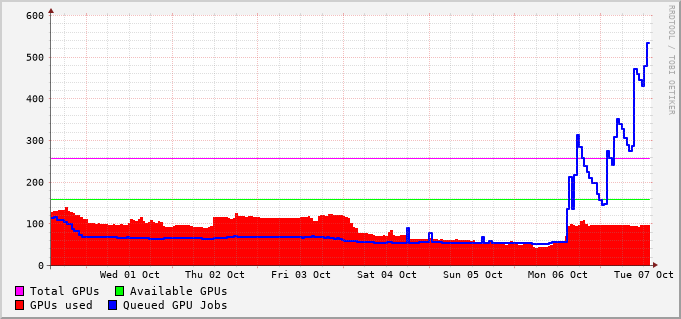 RRDTOOL / TOBI OETIKER
600
500
400
300
200
100
0
Wed 01 Oct Thu 02 Oct Fri 03 Oct Sat 04 Oct Sun 05 Oct Mon 06 Oct Tue 07 Oct
Total GPUs Available GPUs
GPUs used Queued GPU Jobs